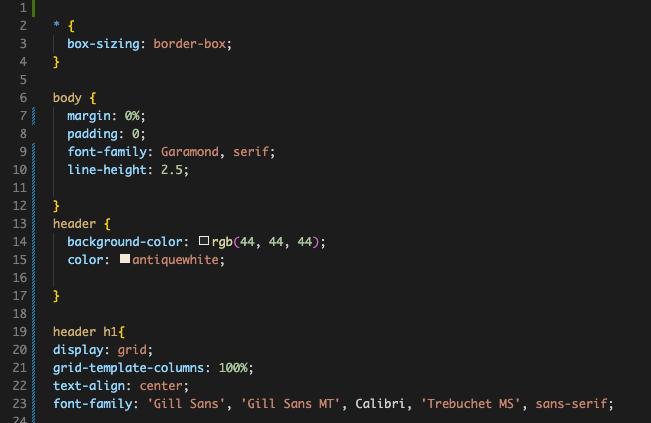 1
2 * {
3 box-sizing: border-box;
4 }
5
6 body {
7 margin: 0%;
8 padding: 0;
9 font-family: Garamond, serif;
10 line-height: 2.5;
11
12 }
13 header {
14 background-color: rgb(44, 44, 44);
15 color: antiquewhite;
16
17 }
18
19 header h1{
20 display: grid;
21 grid-template-columns: 100%;
22 text-align: center;
23 font-family: 'Gill Sans', 'Gill Sans MT', Calibri, 'Trebuchet MS', sans-serif;
24